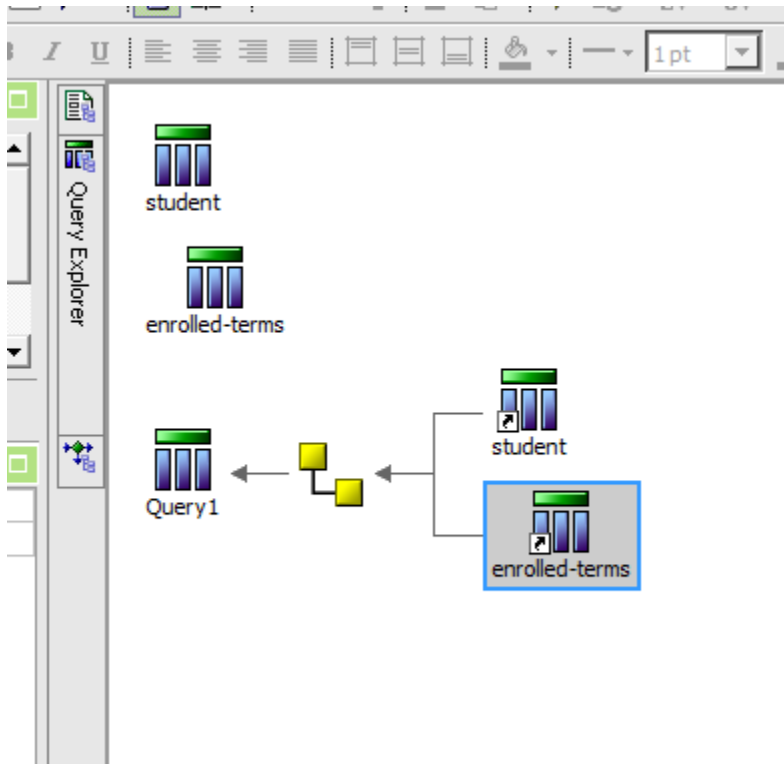 I U 1 pt
Query Explorer
student
enrolled-terms
student
Query1
enrolled-terms